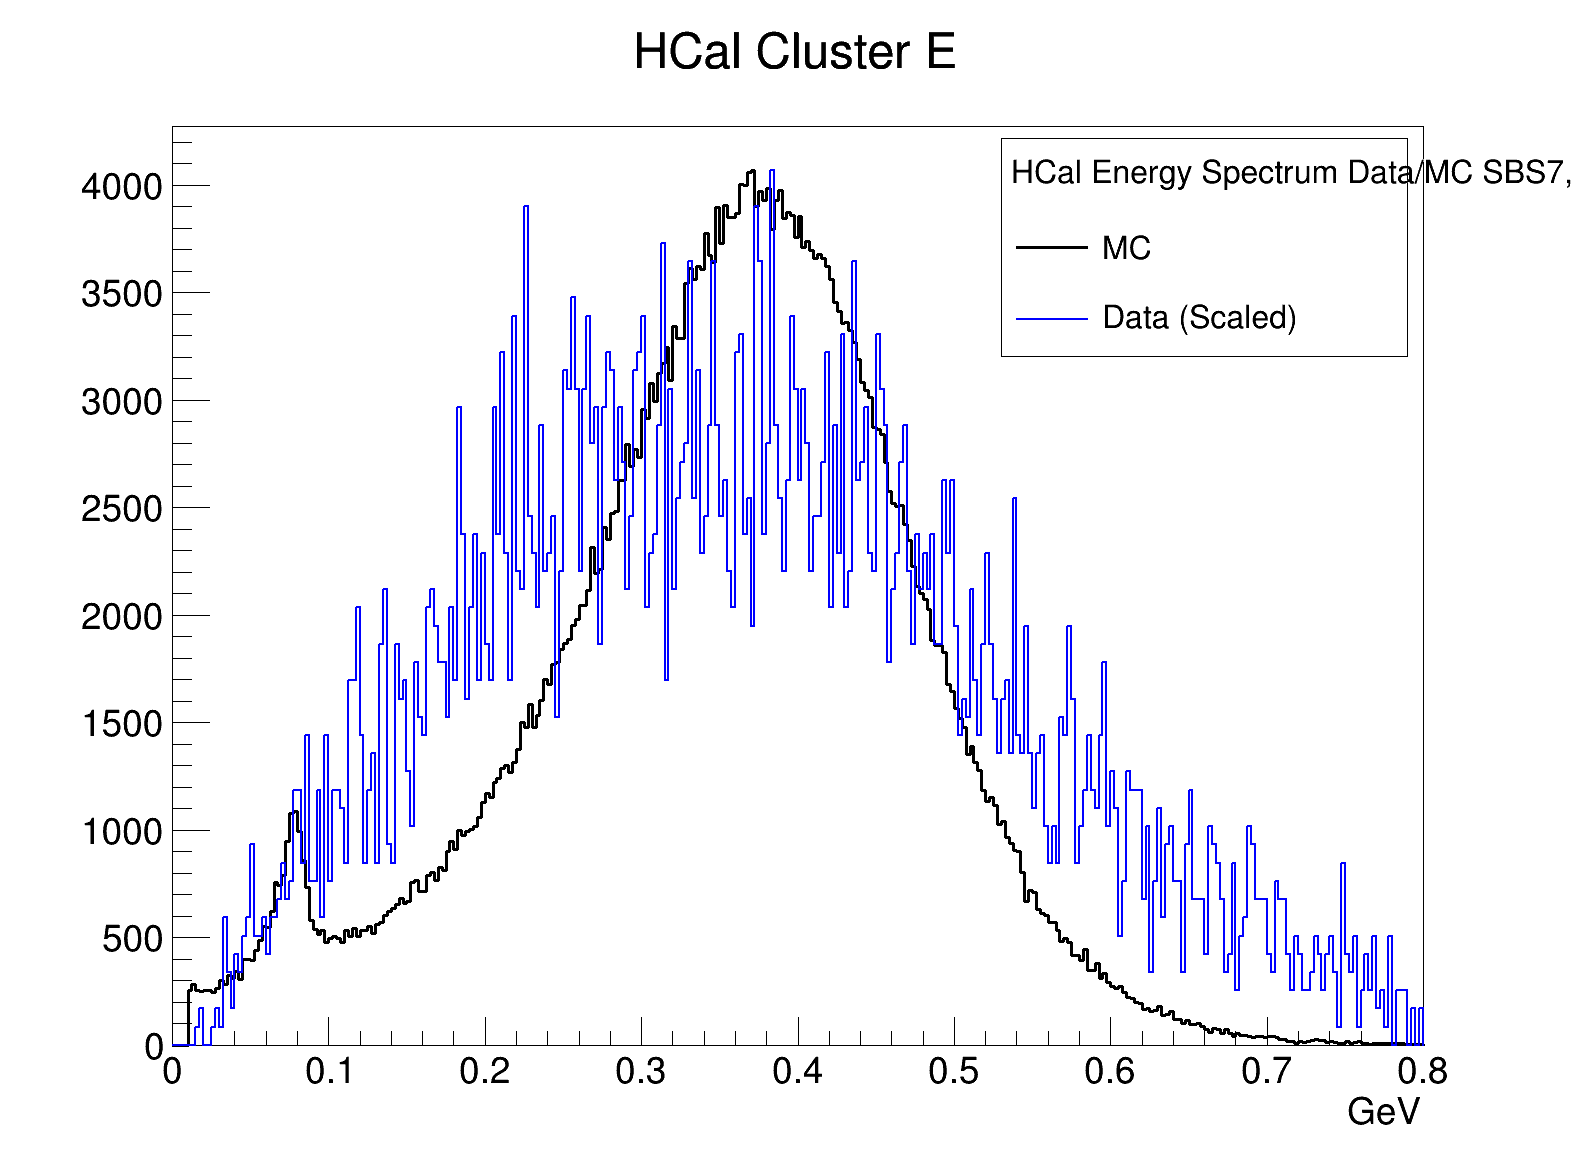 HCal Cluster E
HCal Energy Spectrum Data/MC SBS7,
MC
Data (Scaled)
4000
3500
3000
2500
2000
1500
1000
500
0
0 0.1 0.2 0.3 0.4 0.5 0.6 0.7 0.8
GeV